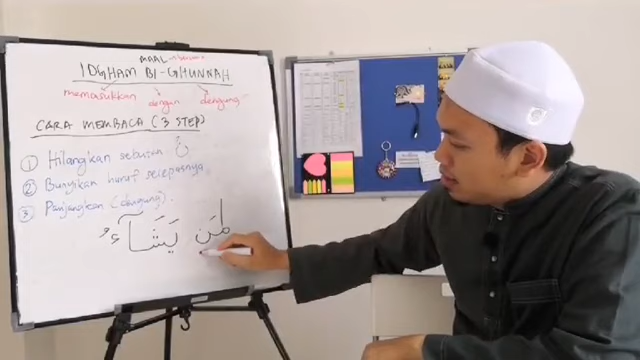 MAAL
IDGHAM BI-GHUNNAH
memasukkan dengan dengung
CARA MEMBACA (3 STEP)
① Hilangkan sebutan نْ
② Bunyikan huruf selepasnya
③ Panjangkan (dengung).
لِمَن يَشَآءُ